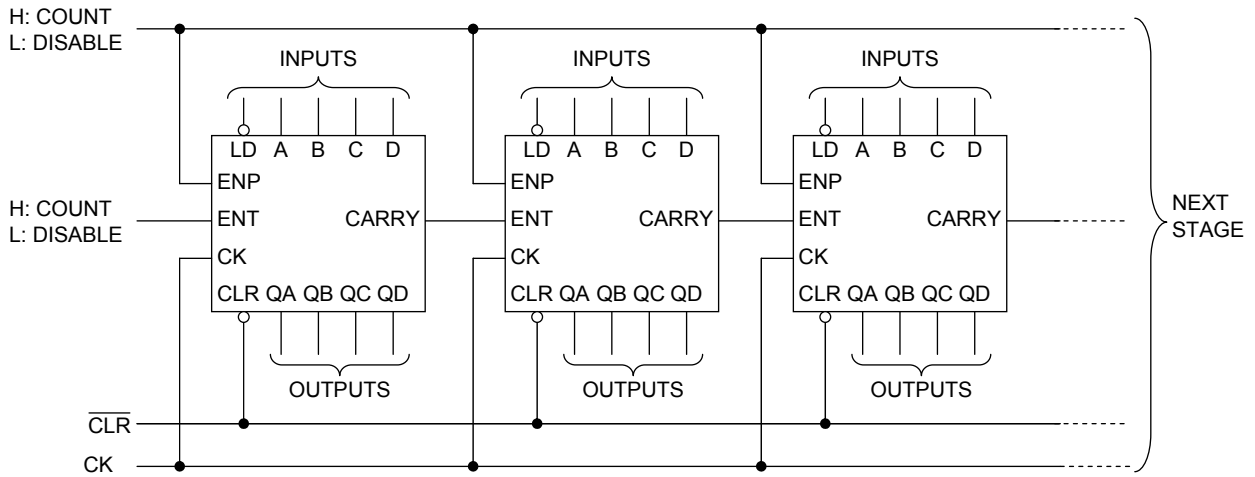 H: COUNT
L: DISABLE
INPUTS
INPUTS
INPUTS
LD A B C D
LD A B C D
LD A B C D
ENP
ENP
ENP
H: COUNT
L: DISABLE
ENT CARRY
ENT CARRY
ENT CARRY
NEXT
STAGE
CK
CK
CK
CLR QA QB QC QD
CLR QA QB QC QD
CLR QA QB QC QD
OUTPUTS
OUTPUTS
OUTPUTS
C̅L̅R̅
CK